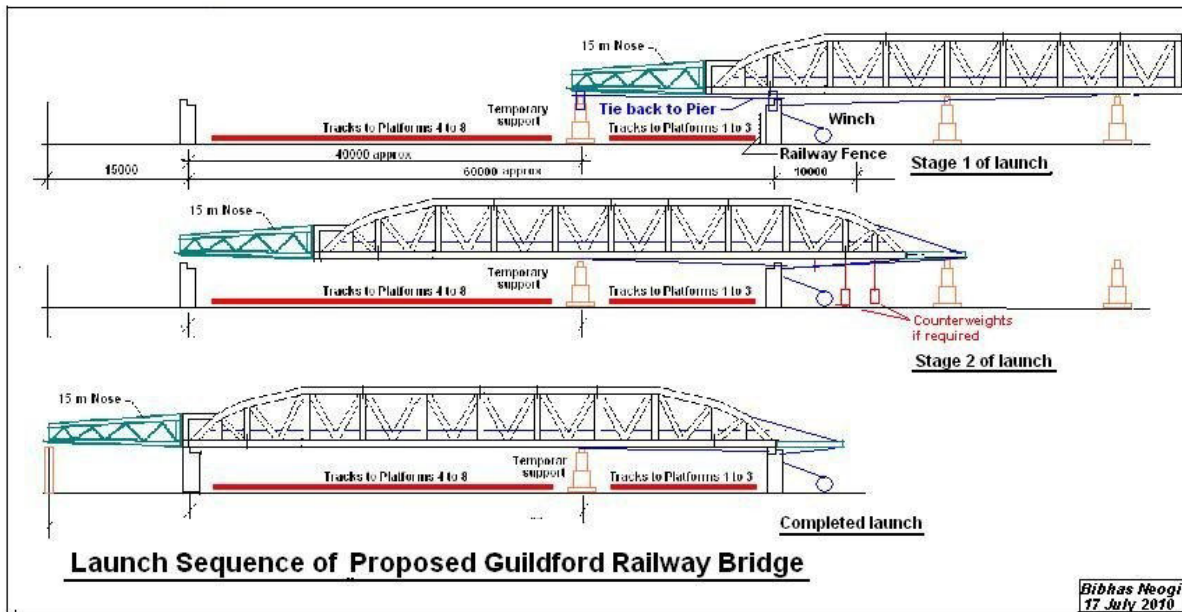 15 m Nose
Temporary
support
Tie back to Pier
Winch
Tracks to Platforms 4 to 8
Tracks to Platforms 1 to 3
40000 approx
Railway Fence
15000
60000 approx
10000
Stage 1 of launch
15 m Nose
Temporary
support
Tracks to Platforms 4 to 8
Tracks to Platforms 1 to 3
Counterweights
if required
Stage 2 of launch
15 m Nose
Temporar
support
Tracks to Platforms 4 to 8
Tracks to Platforms 1 to 3
Completed launch
Launch Sequence of Proposed Guildford Railway Bridge
Bibhas Neogi
17 July 2010